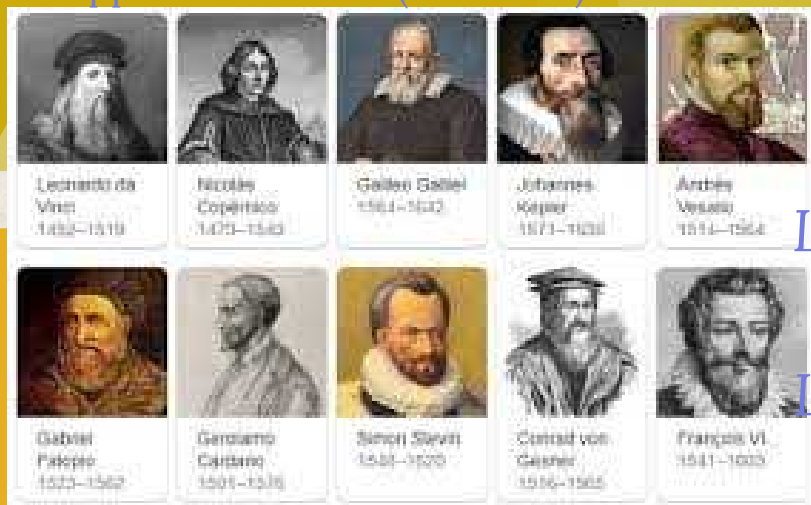 Leonardo da
Vinci
1452–1519
Nicolás
Copérnico
1473–1543
Galileo Galilei
1564–1642
Johannes
Kepler
1571–1630
Andrés
Vesalio
1514–1564
Gabriel
Falopio
1523–1562
Gerolamo
Cardano
1501–1576
Simon Stevin
1548–1620
Conrad von
Gesner
1516–1565
François Vi...